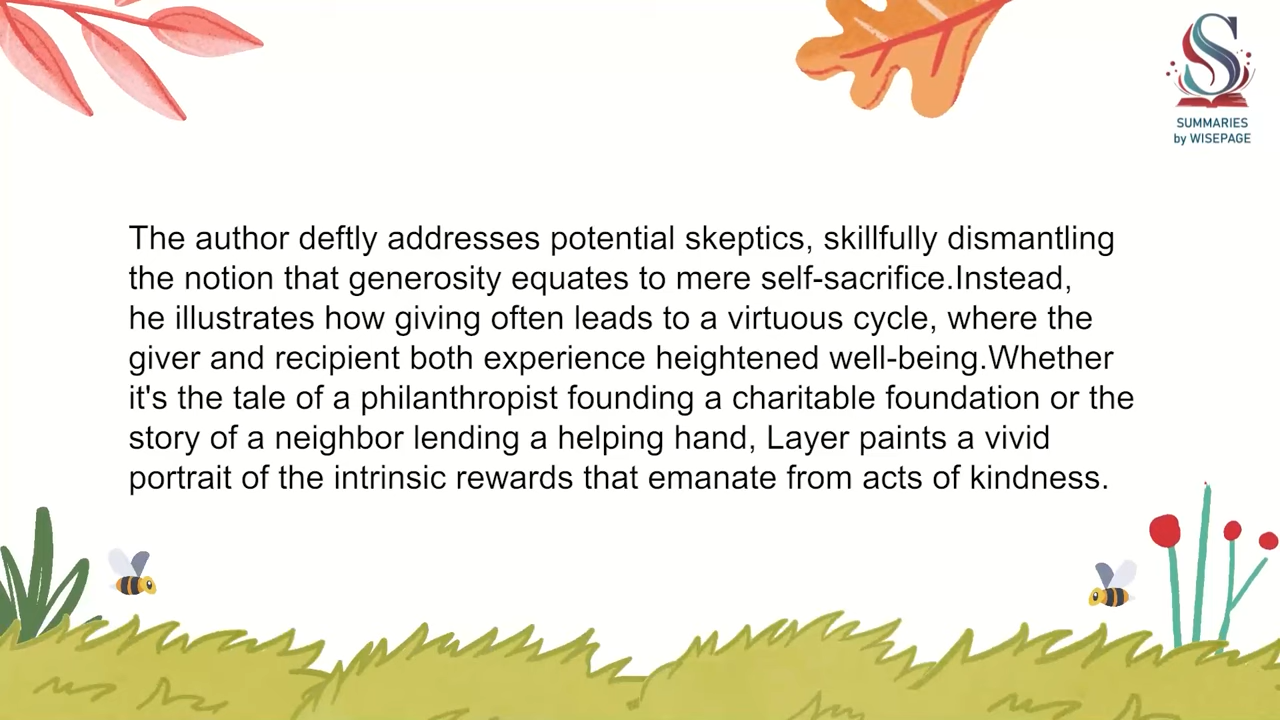 SUMMARIES
by WISEPAGE
The author deftly addresses potential skeptics, skillfully dismantling
the notion that generosity equates to mere self-sacrifice.Instead,
he illustrates how giving often leads to a virtuous cycle, where the
giver and recipient both experience heightened well-being.Whether
it's the tale of a philanthropist founding a charitable foundation or the
story of a neighbor lending a helping hand, Layer paints a vivid
portrait of the intrinsic rewards that emanate from acts of kindness.